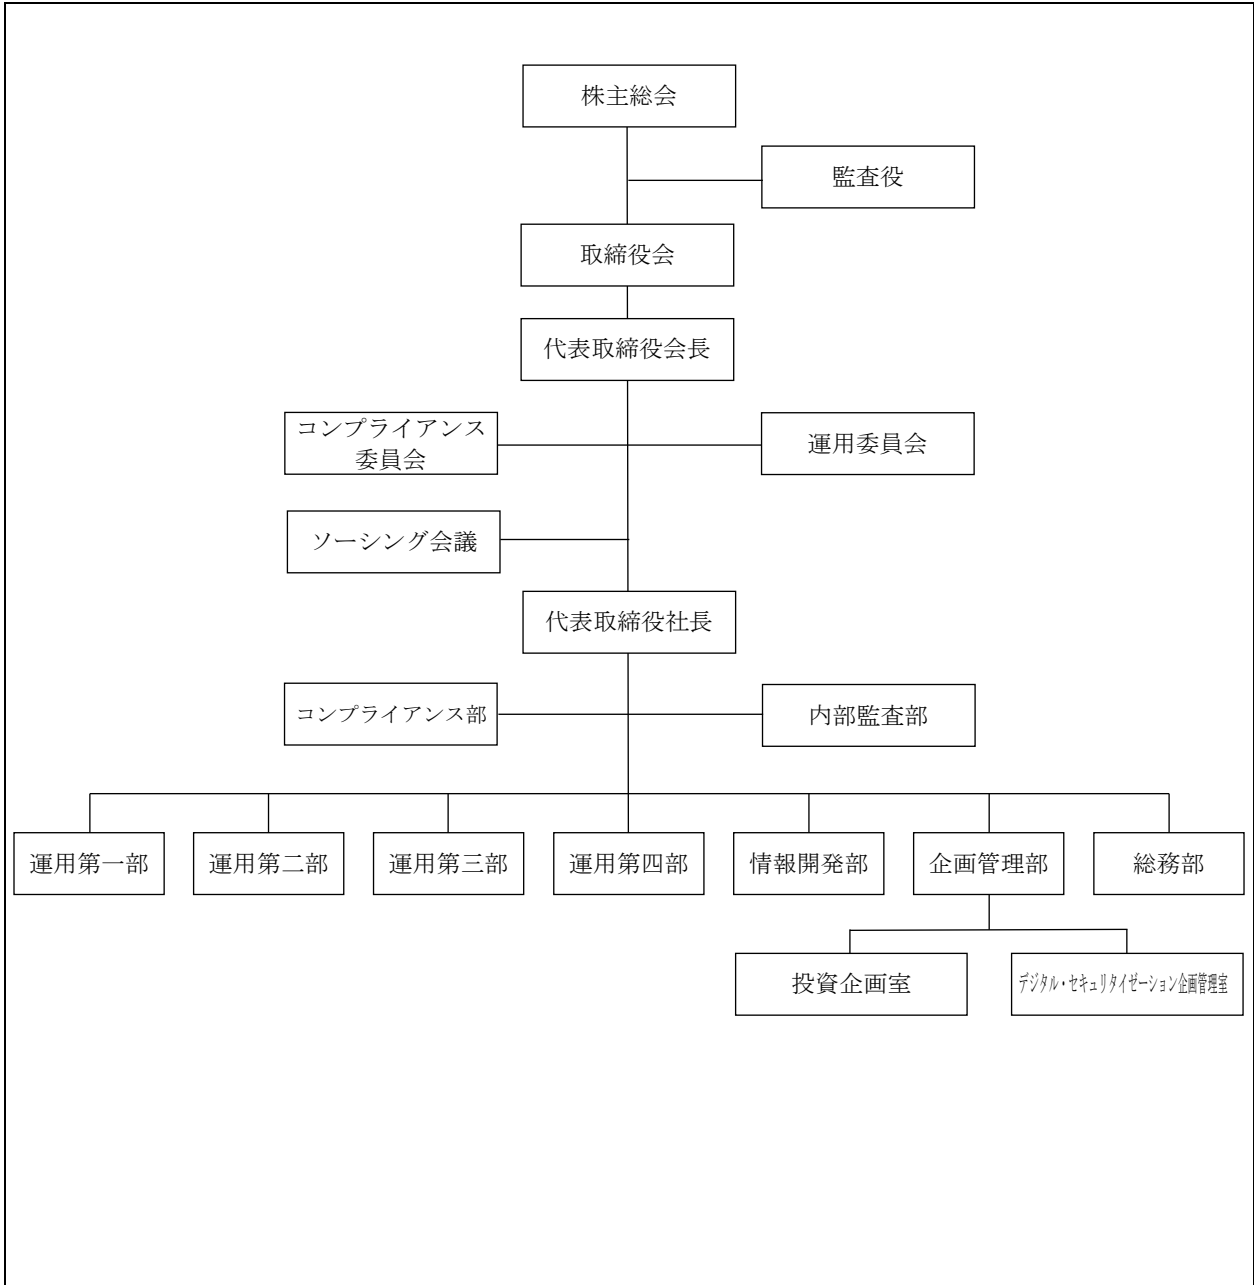 株主総会
監査役
取締役会
代表取締役会長
コンプライアンス
委員会
運用委員会
ソーシング会議
代表取締役社長
コンプライアンス部
内部監査部
運用第一部
運用第二部
運用第三部
運用第四部
情報開発部
企画管理部
総務部
投資企画室
デジタル・セキュリタイゼーション企画管理室